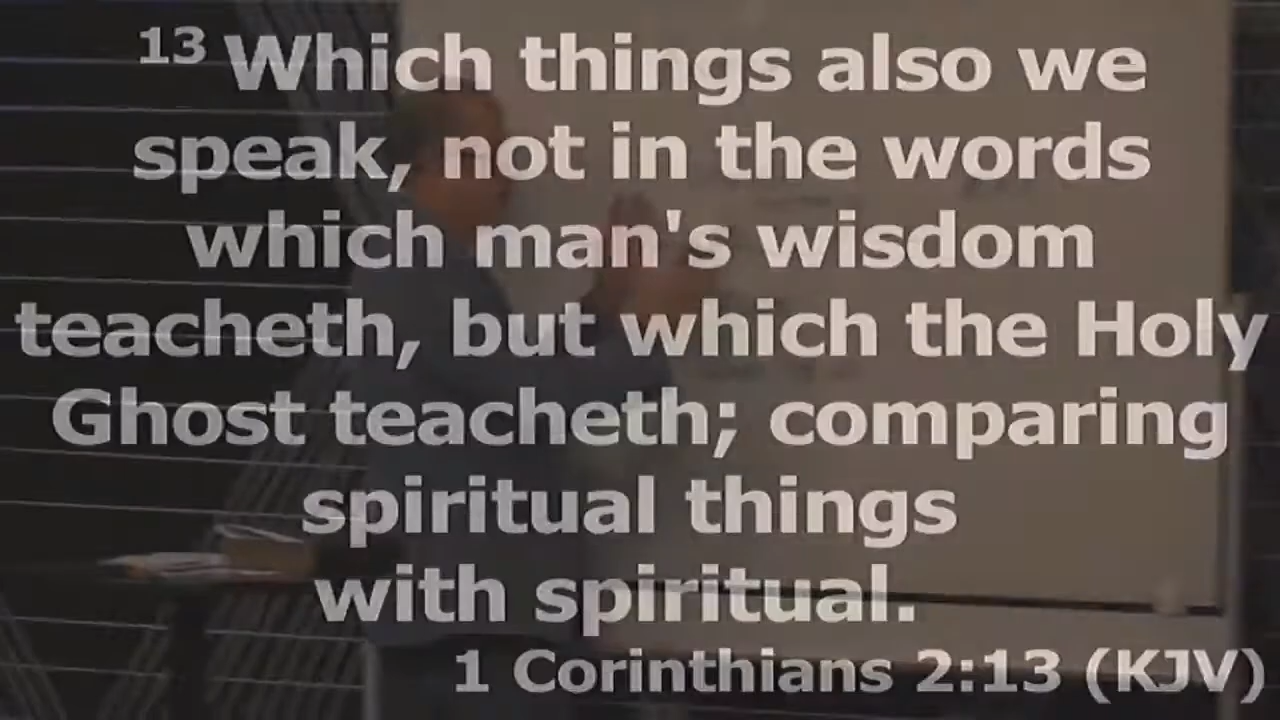 13 Which things also we
speak, not in the words
which man's wisdom
teacheth, but which the Holy
Ghost teacheth; comparing
spiritual things
with spiritual.
1 Corinthians 2:13 (KJV)